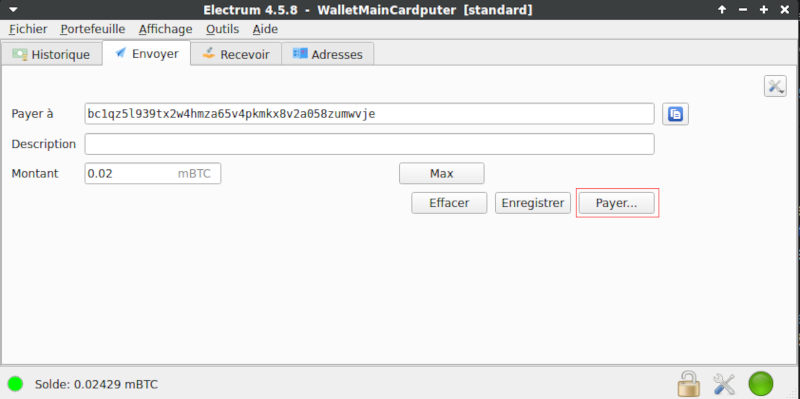 Electrum 4.5.8 - WalletMainCardputer [standard]
Fichier Portefeuille Affichage Outils Aide
Historique Envoyer Recevoir Adresses
Payer à bc1qz5l939tx2w4hmza65v4pkmkx8v2a058zumwvje
Description
Montant 0.02 mBTC Max
Effacer Enregistrer Payer...
Solde: 0.02429 mBTC